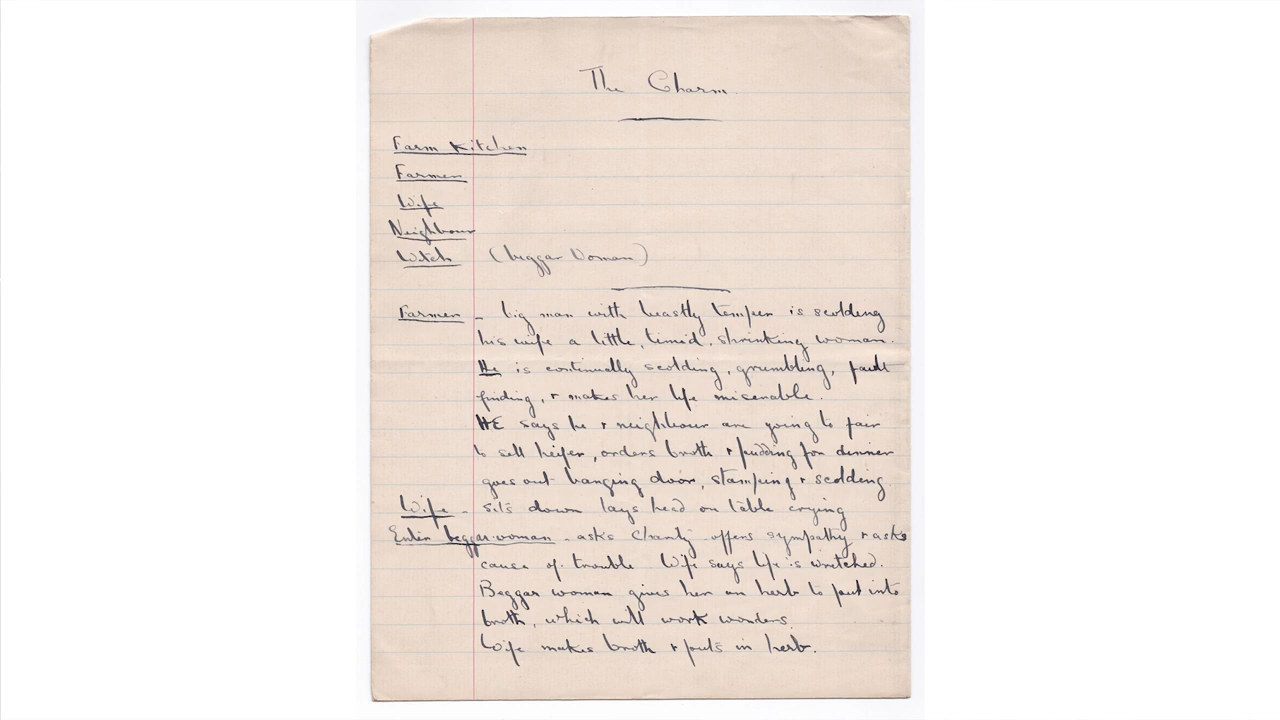 The Charm.
Farm Kitchen
Farmer
Wife
Neighbour
Witch (beggar Woman)
Farmer - big man with beastly temper is scolding
his wife a little, timid, shrinking woman.
He is continually scolding, grumbling, fault
finding, & makes her life miserable.
HE says he & neighbour are going to fair
to sell heifer, orders broth & pudding for dinner
goes out banging door, stamping & scolding.
Wife - sits down lays head on table crying
Enter beggar-woman - asks charity - offers sympathy & asks
cause of trouble. Wife says life is wretched.
Beggar woman gives her an herb to put into
broth, which will work wonders.
Wife makes broth & puts in herb.